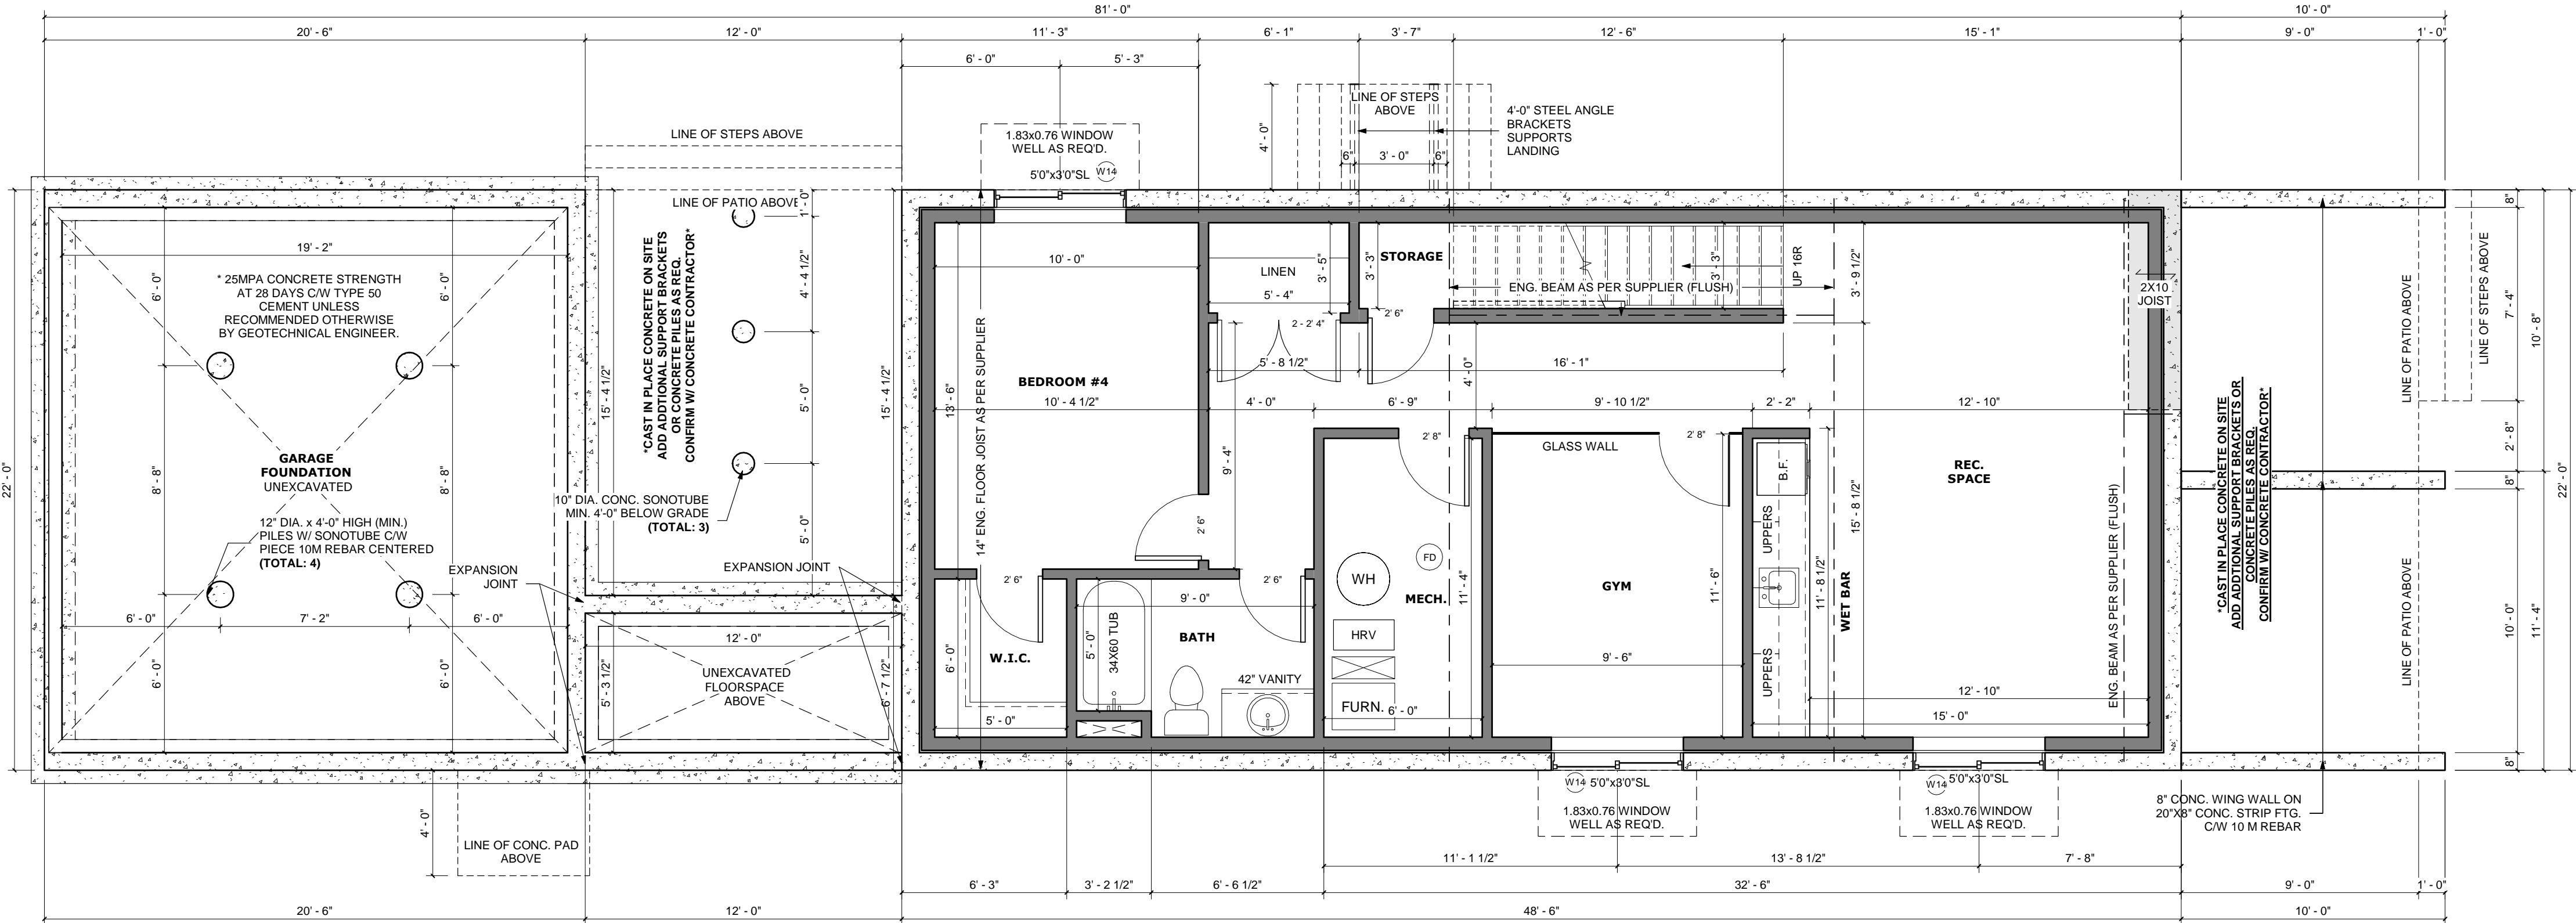 81' - 0"
10' - 0"
20' - 6"
12' - 0"
11' - 3"
6' - 1"
3' - 7"
12' - 6"
15' - 1"
9' - 0"
1' - 0"
6' - 0"
5' - 3"
LINE OF STEPS ABOVE
1.83x0.76 WINDOW
WELL AS REQ'D.
5'0"x3'0"SL
W14
4' - 0"
LINE OF STEPS
ABOVE
6"
3' - 0"
6"
4'-0" STEEL ANGLE
BRACKETS
SUPPORTS
LANDING
22' - 0"
19' - 2"
6' - 0"
6' - 0"
* 25MPA CONCRETE STRENGTH
AT 28 DAYS C/W TYPE 50
CEMENT UNLESS
RECOMMENDED OTHERWISE
BY GEOTECHNICAL ENGINEER.
8' - 8"
8' - 8"
GARAGE
FOUNDATION
UNEXCAVATED
12" DIA. x 4'-0" HIGH (MIN.)
PILES W/ SONOTUBE C/W
PIECE 10M REBAR CENTERED
(TOTAL: 4)
6' - 0"
7' - 2"
6' - 0"
6' - 0"
6' - 0"
EXPANSION
JOINT
4' - 0"
LINE OF CONC. PAD
ABOVE
LINE OF PATIO ABOVE
1' - 0"
*CAST IN PLACE CONCRETE ON SITE
ADD ADDTIONAL SUPPORT BRACKETS
OR CONCRETE PILES AS REQ.
CONFIRM W/ CONCRETE CONTRACTOR*
4' - 4 1/2"
15' - 4 1/2"
15' - 4 1/2"
5' - 0"
5' - 0"
10" DIA. CONC. SONOTUBE
MIN. 4'-0" BELOW GRADE
(TOTAL: 3)
EXPANSION JOINT
12' - 0"
5' - 3 1/2"
6' - 7 1/2"
UNEXCAVATED
FLOORSPACE
ABOVE
10' - 0"
BEDROOM #4
10' - 4 1/2"
13' - 6"
14" ENG. FLOOR JOIST AS PER SUPPLIER
LINEN
5' - 4"
3' - 5"
2 - 2' 4"
5' - 8 1/2"
3' - 3"
STORAGE
2' 6"
ENG. BEAM AS PER SUPPLIER (FLUSH)
3' - 3"
UP 16R
3' - 9 1/2"
16' - 1"
4' - 0"
4' - 0"
6' - 9"
9' - 10 1/2"
2' - 2"
12' - 10"
9' - 4"
2' 6"
2' 6"
2' 6"
2' 8"
2' 8"
GLASS WALL
B.F.
UPPERS
UPPERS
WET BAR
15' - 8 1/2"
11' - 8 1/2"
REC.
SPACE
ENG. BEAM AS PER SUPPLIER (FLUSH)
2X10
JOIST
W.I.C.
6' - 0"
5' - 0"
9' - 0"
5' - 0"
34X60 TUB
BATH
42" VANITY
WH
FD
MECH.
11' - 4"
HRV
FURN.
6' - 0"
GYM
11' - 6"
9' - 6"
12' - 10"
15' - 0"
W14
5'0"x3'0"SL
1.83x0.76 WINDOW
WELL AS REQ'D.
W14
5'0"x3'0"SL
1.83x0.76 WINDOW
WELL AS REQ'D.
*CAST IN PLACE CONCRETE ON SITE
ADD ADDTIONAL SUPPORT BRACKETS OR
CONCRETE PILES AS REQ.
CONFIRM W/ CONCRETE CONTRACTOR*
LINE OF PATIO ABOVE
LINE OF PATIO ABOVE
LINE OF STEPS ABOVE
8"
7' - 4"
2' - 8"
8"
10' - 0"
8"
10' - 8"
11' - 4"
22' - 0"
8" CONC. WING WALL ON
20"X8" CONC. STRIP FTG.
C/W 10 M REBAR
11' - 1 1/2"
13' - 8 1/2"
7' - 8"
6' - 3"
3' - 2 1/2"
6' - 6 1/2"
32' - 6"
9' - 0"
1' - 0"
20' - 6"
12' - 0"
48' - 6"
10' - 0"